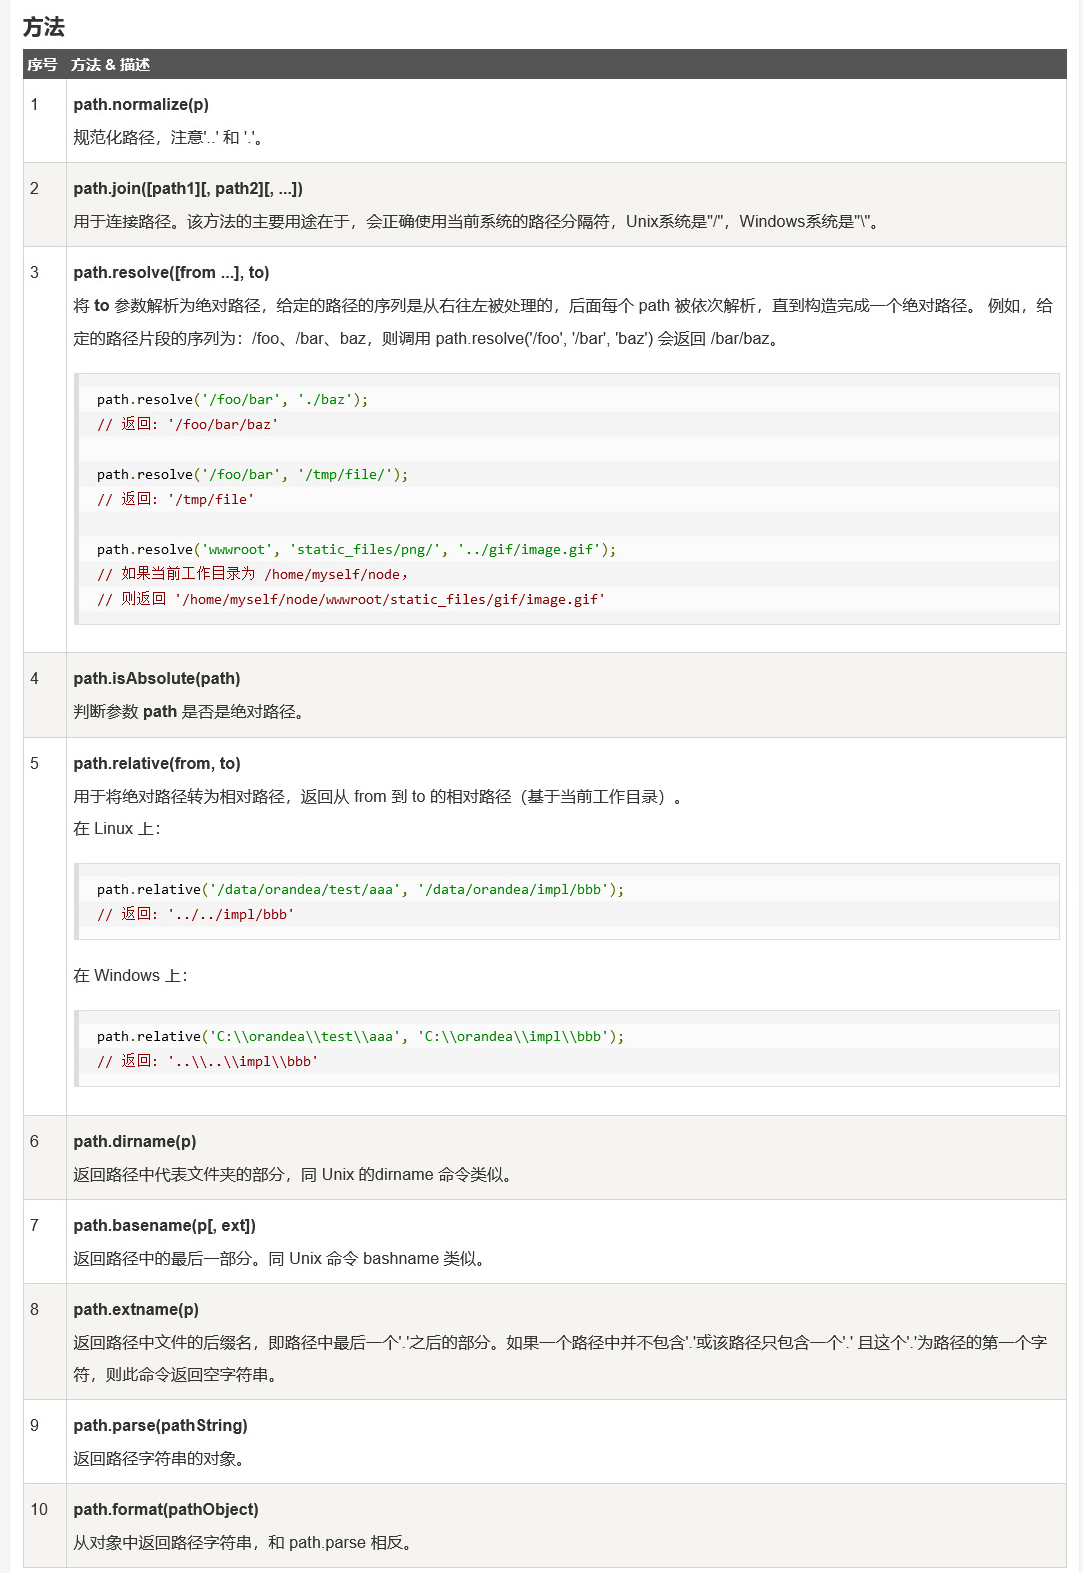 方法
序号 方法 & 描述
1 path.normalize(p)
规范化路径，注意'..' 和 '.'。
2 path.join([path1][, path2][, ...])
用于连接路径。该方法的主要用途在于，会正确使用当前系统的路径分隔符，Unix系统是"/"，Windows系统是"\"。
3 path.resolve([from ...], to)
将 to 参数解析为绝对路径，给定的路径的序列是从右往左被处理的，后面每个 path 被依次解析，直到构造完成一个绝对路径。 例如，给
定的路径片段的序列为：/foo、/bar、baz，则调用 path.resolve('/foo', '/bar', 'baz') 会返回 /bar/baz。
path.resolve('/foo/bar', './baz');
// 返回: '/foo/bar/baz'
path.resolve('/foo/bar', '/tmp/file/');
// 返回: '/tmp/file'
path.resolve('wwwroot', 'static_files/png/', '../gif/image.gif');
// 如果当前工作目录为 /home/myself/node，
// 则返回 '/home/myself/node/wwwroot/static_files/gif/image.gif'
4 path.isAbsolute(path)
判断参数 path 是否是绝对路径。
5 path.relative(from, to)
用于将绝对路径转为相对路径，返回从 from 到 to 的相对路径（基于当前工作目录）。
在 Linux 上：
path.relative('/data/orandea/test/aaa', '/data/orandea/impl/bbb');
// 返回: '../../impl/bbb'
在 Windows 上：
path.relative('C:\\orandea\\test\\aaa', 'C:\\orandea\\impl\\bbb');
// 返回: '..\\..\\impl\\bbb'
6 path.dirname(p)
返回路径中代表文件夹的部分，同 Unix 的dirname 命令类似。
7 path.basename(p[, ext])
返回路径中的最后一部分。同 Unix 命令 bashname 类似。
8 path.extname(p)
返回路径中文件的后缀名，即路径中最后一个'.'之后的部分。如果一个路径中并不包含'.'或该路径只包含一个'.' 且这个'.'为路径的第一个字
符，则此命令返回空字符串。
9 path.parse(pathString)
返回路径字符串的对象。
10 path.format(pathObject)
从对象中返回路径字符串，和 path.parse 相反。